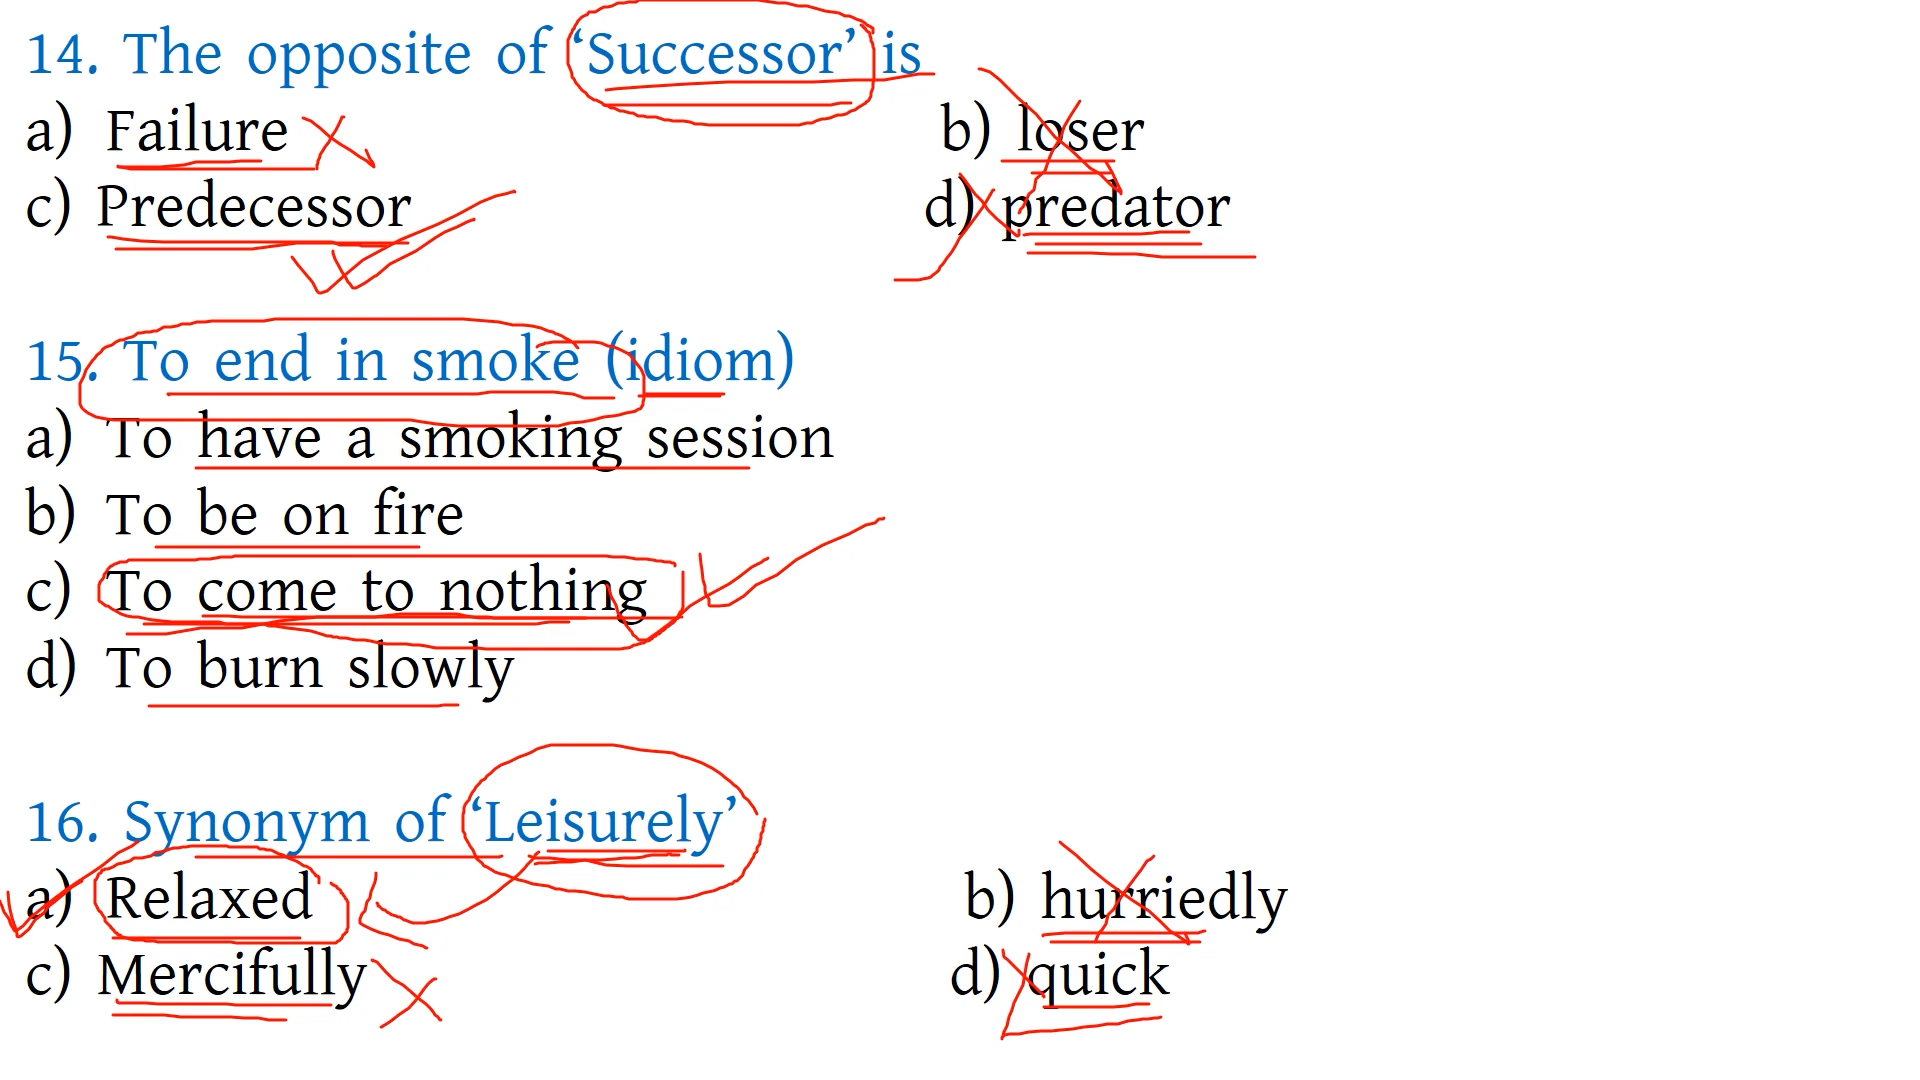 14. The opposite of ‘Successor’ is
a) Failure b) loser
c) Predecessor d) predator
15. To end in smoke (idiom)
a) To have a smoking session
b) To be on fire
c) To come to nothing
d) To burn slowly
16. Synonym of ‘Leisurely’
a) Relaxed b) hurriedly
c) Mercifully d) quick